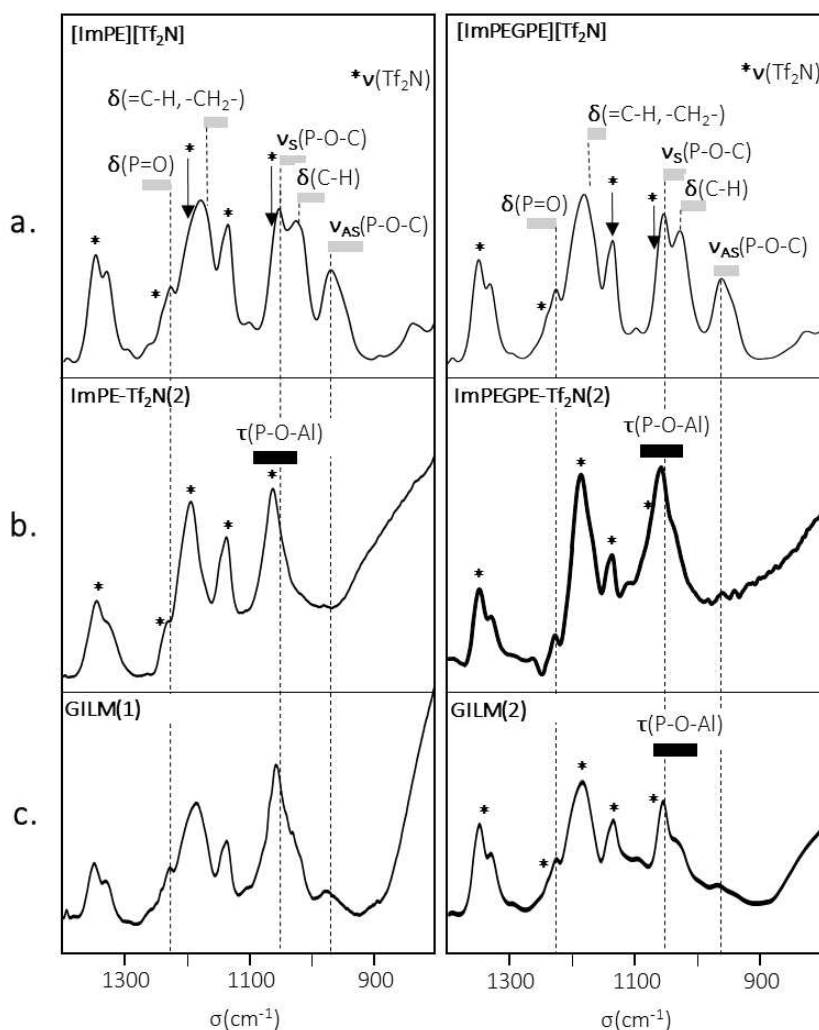 [ImPE][Tf₂N]
*ν(Tf₂N)
δ(=C-H, -CH₂-)
νS(P-O-C)
δ(P=O)
δ(C-H)
νAS(P-O-C)
a.
[ImPEGPE][Tf₂N]
*ν(Tf₂N)
δ(=C-H, -CH₂-)
νS(P-O-C)
δ(C-H)
δ(P=O)
νAS(P-O-C)
ImPE-Tf₂N(2)
τ(P-O-Al)
b.
ImPEGPE-Tf₂N(2)
τ(P-O-Al)
GILM(1)
c.
GILM(2)
τ(P-O-Al)
1300 1100 900
σ(cm⁻¹)
1300 1100 900
σ(cm⁻¹)